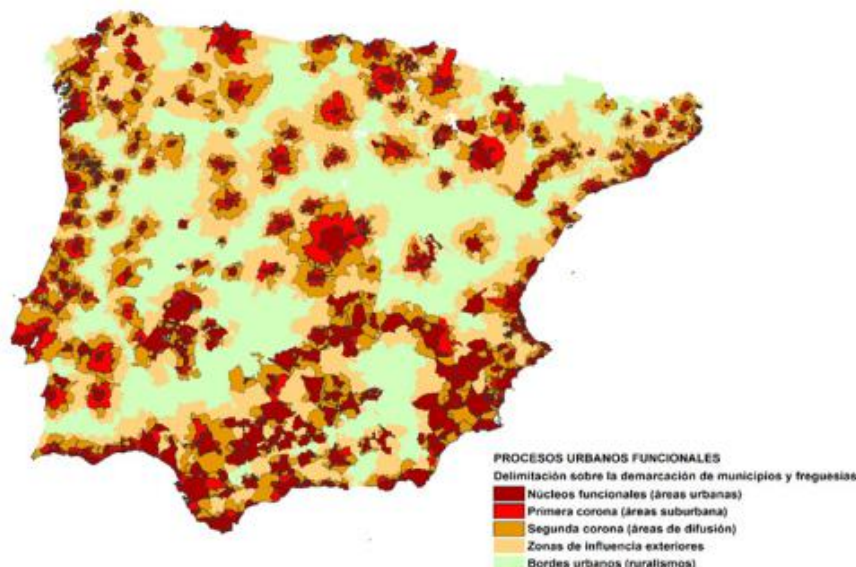 PROCESOS URBANOS FUNCIONALES
Delimitación sobre la demarcación de municipios y freguesias
Núcleos funcionales (áreas urbanas)
Primera corona (áreas suburbana)
Segunda corona (áreas de difusión)
Zonas de influencia exteriores
Bordes urbanos (ruralismos)